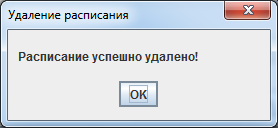 Удаление расписания
Расписание успешно удалено!
OK